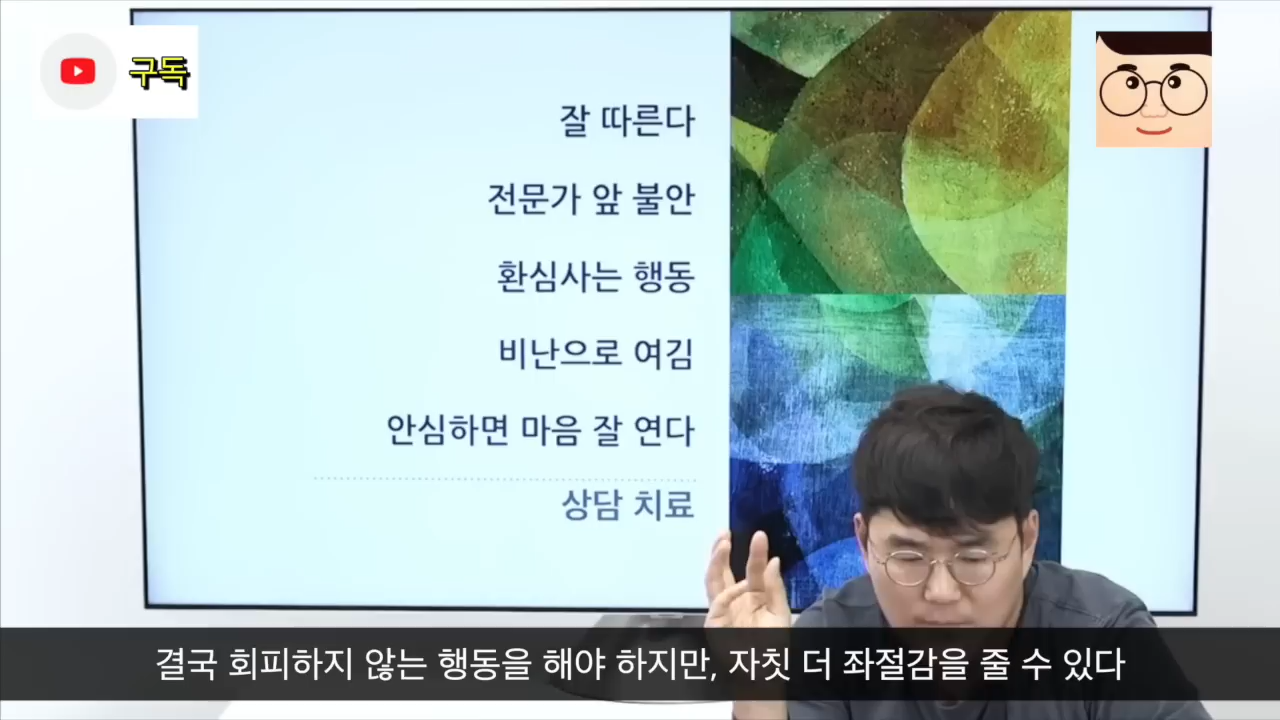 구독
잘 따른다
전문가 앞 불안
환심사는 행동
비난으로 여김
안심하면 마음 잘 연다
상담 치료
결국 회피하지 않는 행동을 해야 하지만, 자칫 더 좌절감을 줄 수 있다